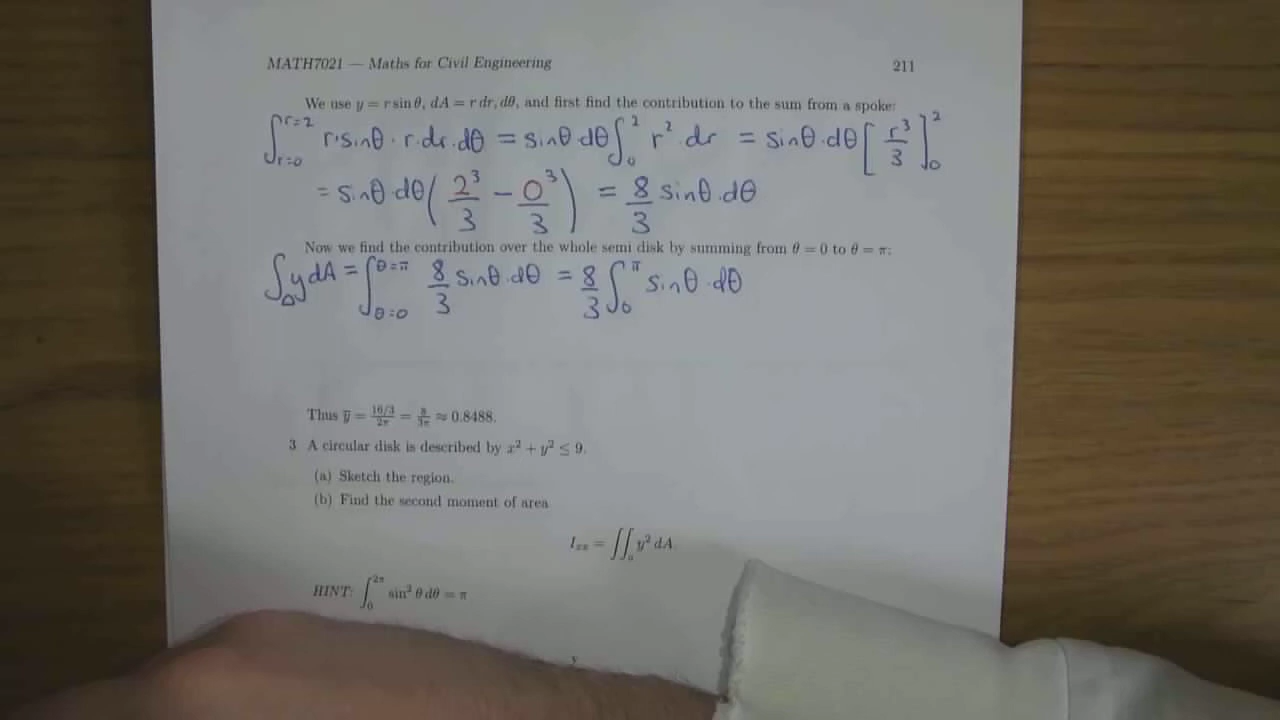 MATH7021 — Maths for Civil Engineering 211
We use y = r sin θ, dA = r dr, dθ, and first find the contribution to the sum from a spoke:
∫_{r=0}^{r=2} r·sinθ · r·dr·dθ = sinθ dθ ∫_0^2 r² dr = sinθ·dθ [r³/3]_0^2
= sinθ·dθ (2³/3 − 0³/3) = 8/3 sinθ·dθ
Now we find the contribution over the whole semi disk by summing from θ = 0 to θ = π:
∫_D y dA = ∫_{θ=0}^{θ=π} 8/3 sinθ·dθ = 8/3 ∫_0^π sinθ·dθ
Thus y̅ = (16/3)/(2π) = 8/(3π) ≈ 0.8488.
3 A circular disk is described by x² + y² ≤ 9.
(a) Sketch the region.
(b) Find the second moment of area
I_{xx} = ∬ y² dA.
HINT: ∫_0^{2π} sin² θ dθ = π
y